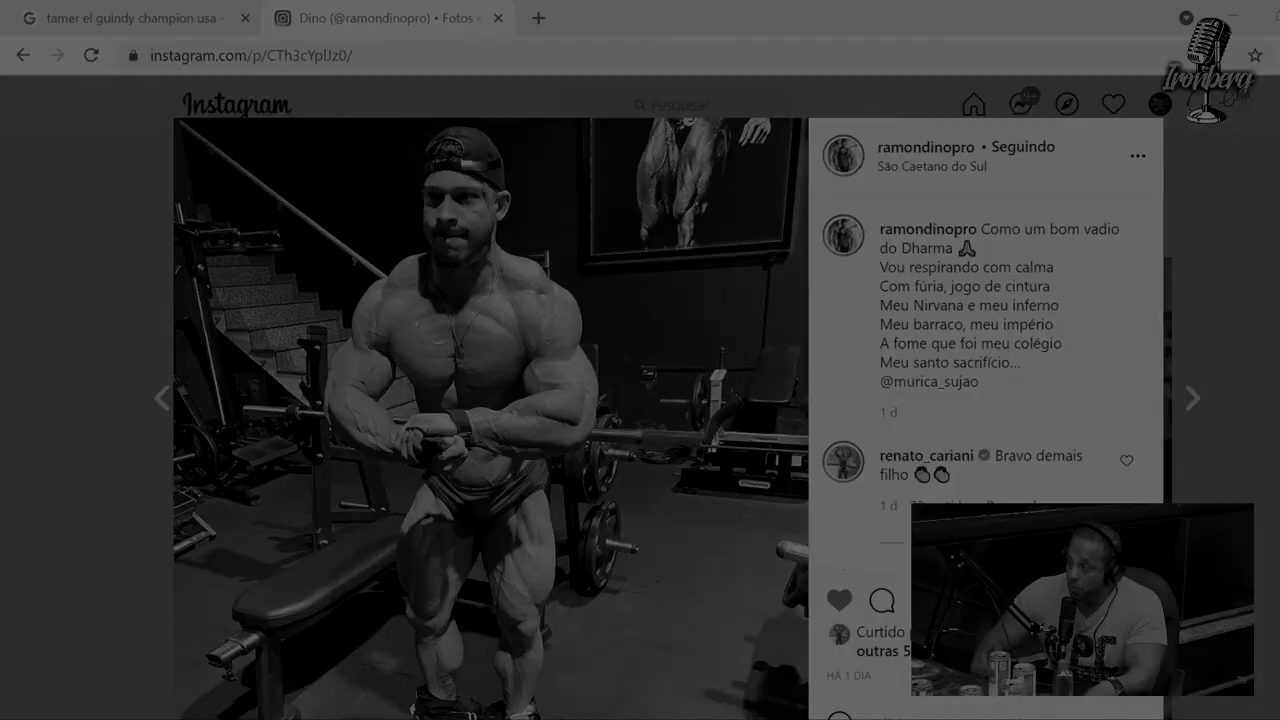 tamer el guindy champion usa
Dino (@ramondinopro) • Fotos e
instagram.com/p/CTh3cYplJz0/
Ironberg
Instagram
Pesquisar
ramondinopro • Seguindo
São Caetano do Sul
ramondinopro Como um bom vadio
do Dharma 🙏
Vou respirando com calma
Com fúria, jogo de cintura
Meu Nirvana e meu inferno
Meu barraco, meu império
A fome que foi meu colégio
Meu santo sacrifício...
@murica_sujao
1 d
renato_cariani Bravo demais
filho 👏👏
1 d
Curtido
outras 5
HÁ 1 DIA